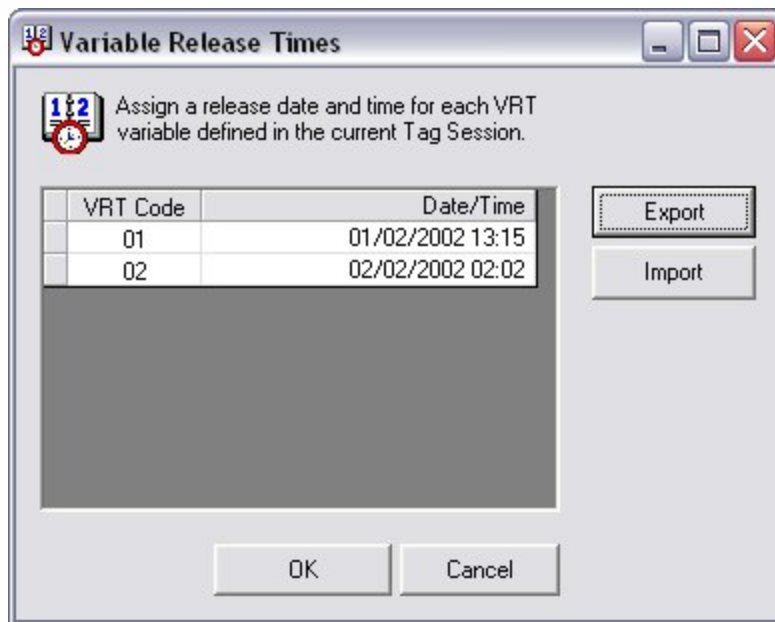 Variable Release Times
Assign a release date and time for each VRT
variable defined in the current Tag Session.
VRT Code Date/Time
01 01/02/2002 13:15
02 02/02/2002 02:02
Export
Import
OK Cancel